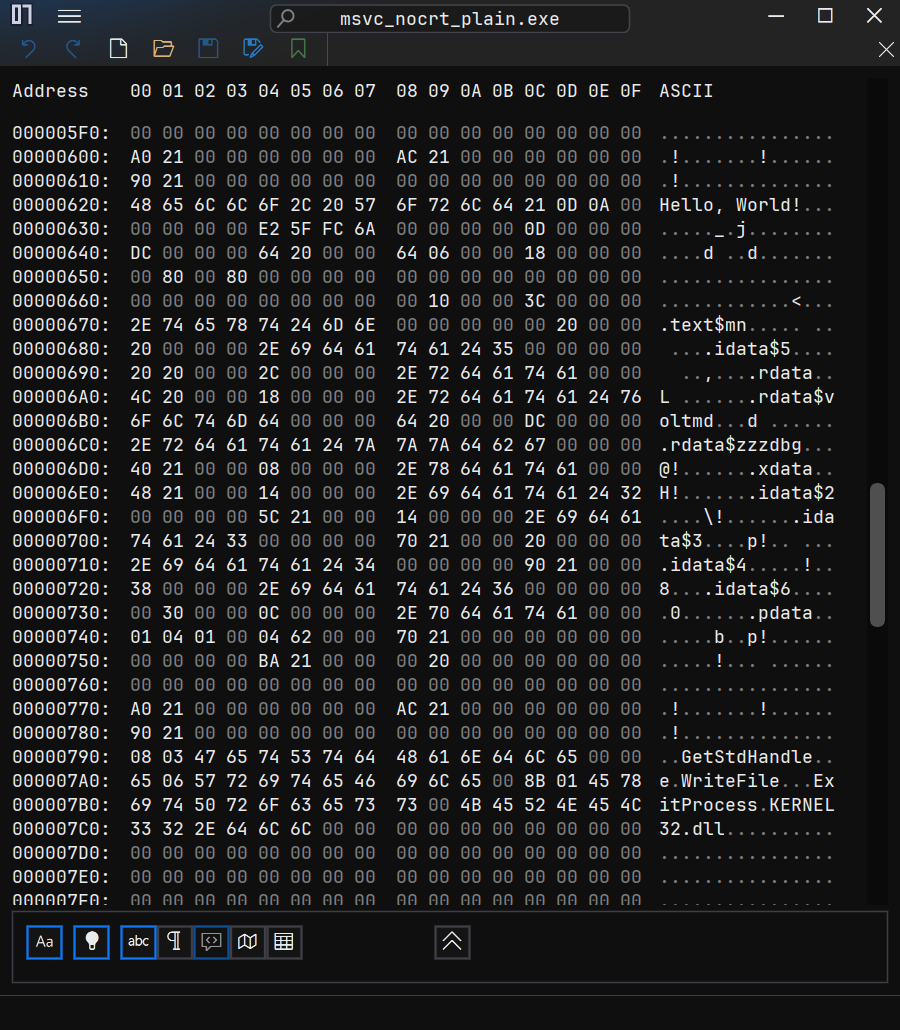 msvc_nocrt_plain.exe
Address 00 01 02 03 04 05 06 07 08 09 0A 0B 0C 0D 0E 0F ASCII
000005F0: 00 00 00 00 00 00 00 00 00 00 00 00 00 00 00 00 ................
00000600: A0 21 00 00 00 00 00 00 AC 21 00 00 00 00 00 00 .!.......!......
00000610: 90 21 00 00 00 00 00 00 00 00 00 00 00 00 00 00 .!..............
00000620: 48 65 6C 6C 6F 2C 20 57 6F 72 6C 64 21 0D 0A 00 Hello, World!...
00000630: 00 00 00 00 E2 5F FC 6A 00 00 00 00 0D 00 00 00 ....._.j........
00000640: DC 00 00 00 64 20 00 00 64 06 00 00 18 00 00 00 ....d ..d.......
00000650: 00 80 00 80 00 00 00 00 00 00 00 00 00 00 00 00 ................
00000660: 00 00 00 00 00 00 00 00 00 10 00 00 3C 00 00 00 ............<...
00000670: 2E 74 65 78 74 24 6D 6E 00 00 00 00 00 20 00 00 .text$mn..... ..
00000680: 20 00 00 00 2E 69 64 61 74 61 24 35 00 00 00 00  ....idata$5....
00000690: 20 20 00 00 2C 00 00 00 2E 72 64 61 74 61 00 00   ..,....rdata..
000006A0: 4C 20 00 00 18 00 00 00 2E 72 64 61 74 61 24 76 L .......rdata$v
000006B0: 6F 6C 74 6D 64 00 00 00 64 20 00 00 DC 00 00 00 oltmd...d ......
000006C0: 2E 72 64 61 74 61 24 7A 7A 7A 64 62 67 00 00 00 .rdata$zzzdbg...
000006D0: 40 21 00 00 08 00 00 00 2E 78 64 61 74 61 00 00 @!.......xdata..
000006E0: 48 21 00 00 14 00 00 00 2E 69 64 61 74 61 24 32 H!.......idata$2
000006F0: 00 00 00 00 5C 21 00 00 14 00 00 00 2E 69 64 61 ....\!.......ida
00000700: 74 61 24 33 00 00 00 00 70 21 00 00 20 00 00 00 ta$3....p!.. ...
00000710: 2E 69 64 61 74 61 24 34 00 00 00 00 90 21 00 00 .idata$4.....!..
00000720: 38 00 00 00 2E 69 64 61 74 61 24 36 00 00 00 00 8....idata$6....
00000730: 00 30 00 00 0C 00 00 00 2E 70 64 61 74 61 00 00 .0.......pdata..
00000740: 01 04 01 00 04 62 00 00 70 21 00 00 00 00 00 00 .....b..p!......
00000750: 00 00 00 00 BA 21 00 00 00 20 00 00 00 00 00 00 .....!... ......
00000760: 00 00 00 00 00 00 00 00 00 00 00 00 00 00 00 00 ................
00000770: A0 21 00 00 00 00 00 00 AC 21 00 00 00 00 00 00 .!.......!......
00000780: 90 21 00 00 00 00 00 00 00 00 00 00 00 00 00 00 .!..............
00000790: 08 03 47 65 74 53 74 64 48 61 6E 64 6C 65 00 00 ..GetStdHandle..
000007A0: 65 06 57 72 69 74 65 46 69 6C 65 00 8B 01 45 78 e.WriteFile...Ex
000007B0: 69 74 50 72 6F 63 65 73 73 00 4B 45 52 4E 45 4C itProcess.KERNEL
000007C0: 33 32 2E 64 6C 6C 00 00 00 00 00 00 00 00 00 00 32.dll..........
000007D0: 00 00 00 00 00 00 00 00 00 00 00 00 00 00 00 00 ................
000007E0: 00 00 00 00 00 00 00 00 00 00 00 00 00 00 00 00 ................
000007F0: 00 00 00 00 00 00 00 00 00 00 00 00 00 00 00 00 ................
Aa abc ¶